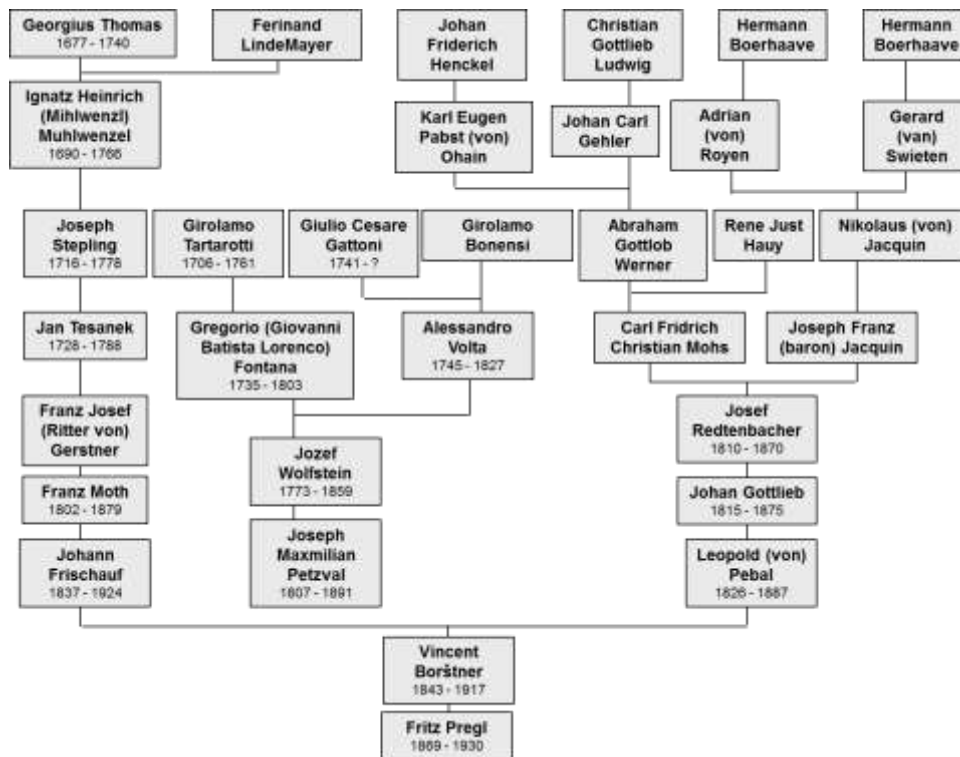 Georgius Thomas
1677 - 1740
Ferinand
LindeMayer
Johan
Friderich
Henckel
Christian
Gottlieb
Ludwig
Hermann
Boerhaave
Hermann
Boerhaave
Ignatz Heinrich
(Mihlwenzl)
Muhlwenzel
1690 - 1766
Karl Eugen
Pabst (von)
Ohain
Johan Carl
Gehler
Adrian
(von)
Royen
Gerard
(van)
Swieten
Joseph
Stepling
1716 - 1778
Girolamo
Tartarotti
1706 - 1761
Giulio Cesare
Gattoni
1741 - ?
Girolamo
Bonensi
Abraham
Gottlob
Werner
Rene Just
Hauy
Nikolaus (von)
Jacquin
Jan Tesanek
1728 - 1788
Gregorio (Giovanni
Batista Lorenco)
Fontana
1735 - 1803
Alessandro
Volta
1745 - 1827
Carl Fridrich
Christian Mohs
Joseph Franz
(baron) Jacquin
Franz Josef
(Ritter von)
Gerstner
Jozef
Wolfstein
1773 - 1859
Josef
Redtenbacher
1810 - 1870
Franz Moth
1802 - 1879
Johan Gottlieb
1815 - 1875
Johann
Frischauf
1837 - 1924
Joseph
Maxmilian
Petzval
1807 - 1891
Leopold (von)
Pebal
1826 - 1887
Vincent
Borštner
1843 - 1917
Fritz Pregl
1869 - 1930